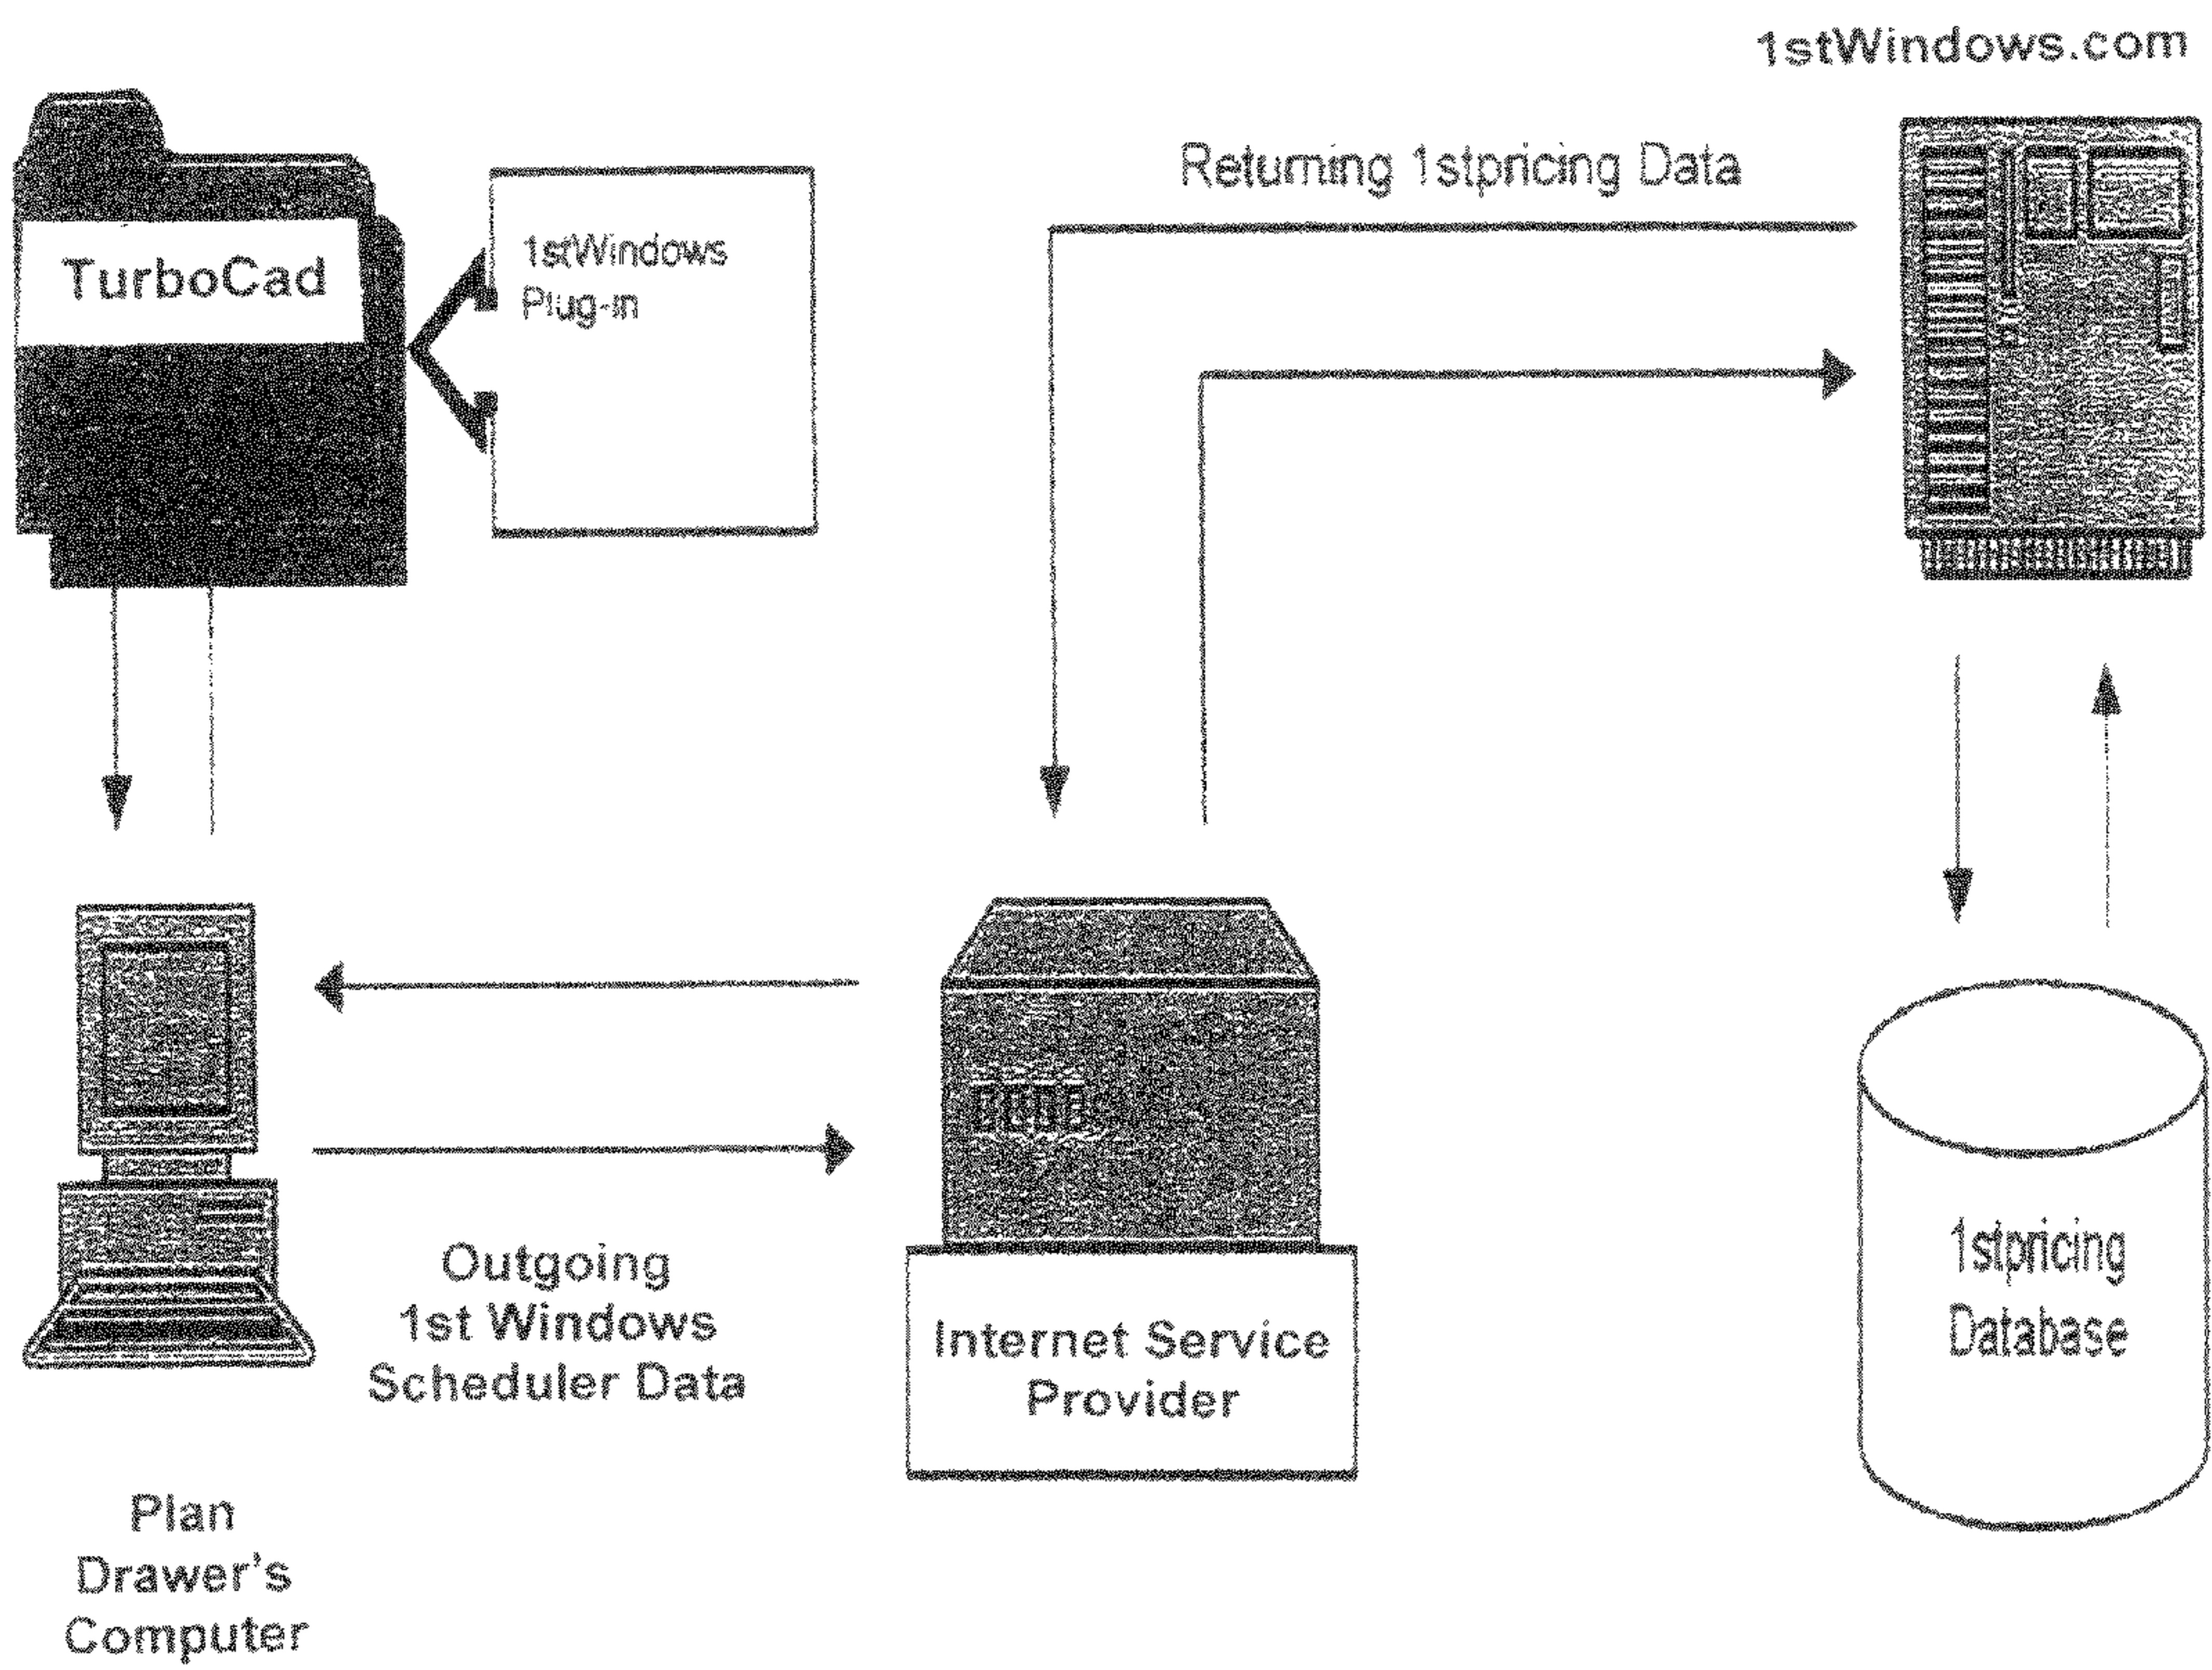 1stWindows.com
Returning 1stpricing Data
TurboCad
1stWindows
Plug-in
Outgoing
1st Windows
Scheduler Data
Internet Service
Provider
1stpricing
Database
Plan
Drawer's
Computer